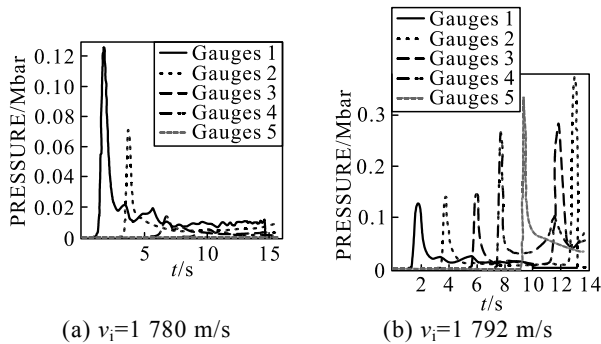 Gauges 1
Gauges 2
Gauges 3
Gauges 4
Gauges 5
PRESSURE/Mbar
0.12
0.10
0.08
0.06
0.04
0.02
0
5 10 15
t/s
(a) vi=1 780 m/s
Gauges 1
Gauges 2
Gauges 3
Gauges 4
Gauges 5
PRESSURE/Mbar
0.3
0.2
0.1
0
2 4 6 8 10 12 14
t/s
(b) vi=1 792 m/s